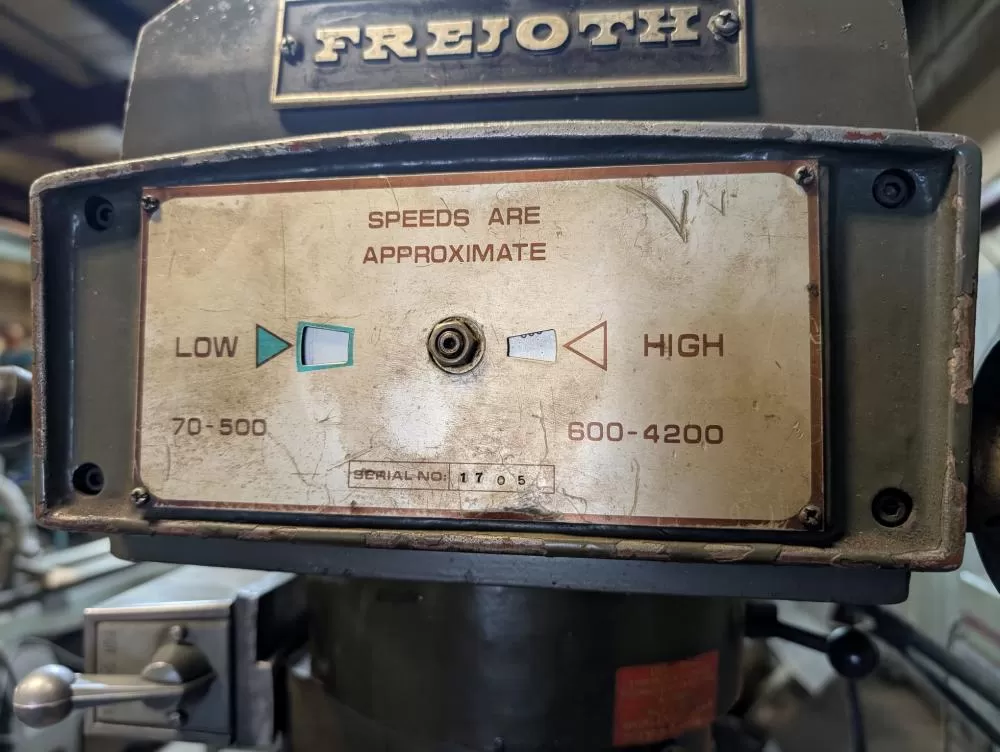 FREJOTH
SPEEDS ARE
APPROXIMATE
LOW
HIGH
70-500
600-4200
SERIAL NO: 1705